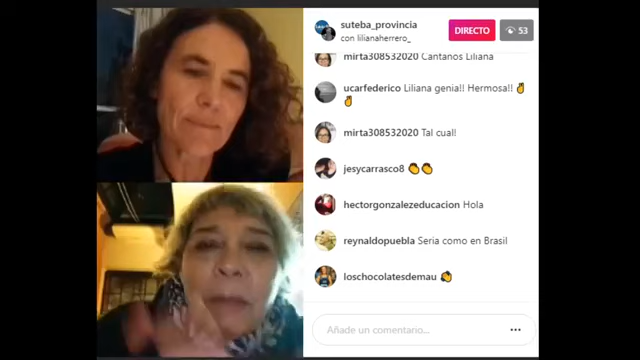 suteba_provincia
con lilianaherrero_
DIRECTO
53
mirta308532020 Cantanos Liliana
ucarfederico Liliana genia!! Hermosa!!
mirta308532020 Tal cual!
jesycarrasco8
hectorgonzalezeducacion Hola
reynaldopuebla Seria como en Brasil
loschocolatesdemau
Añade un comentario...